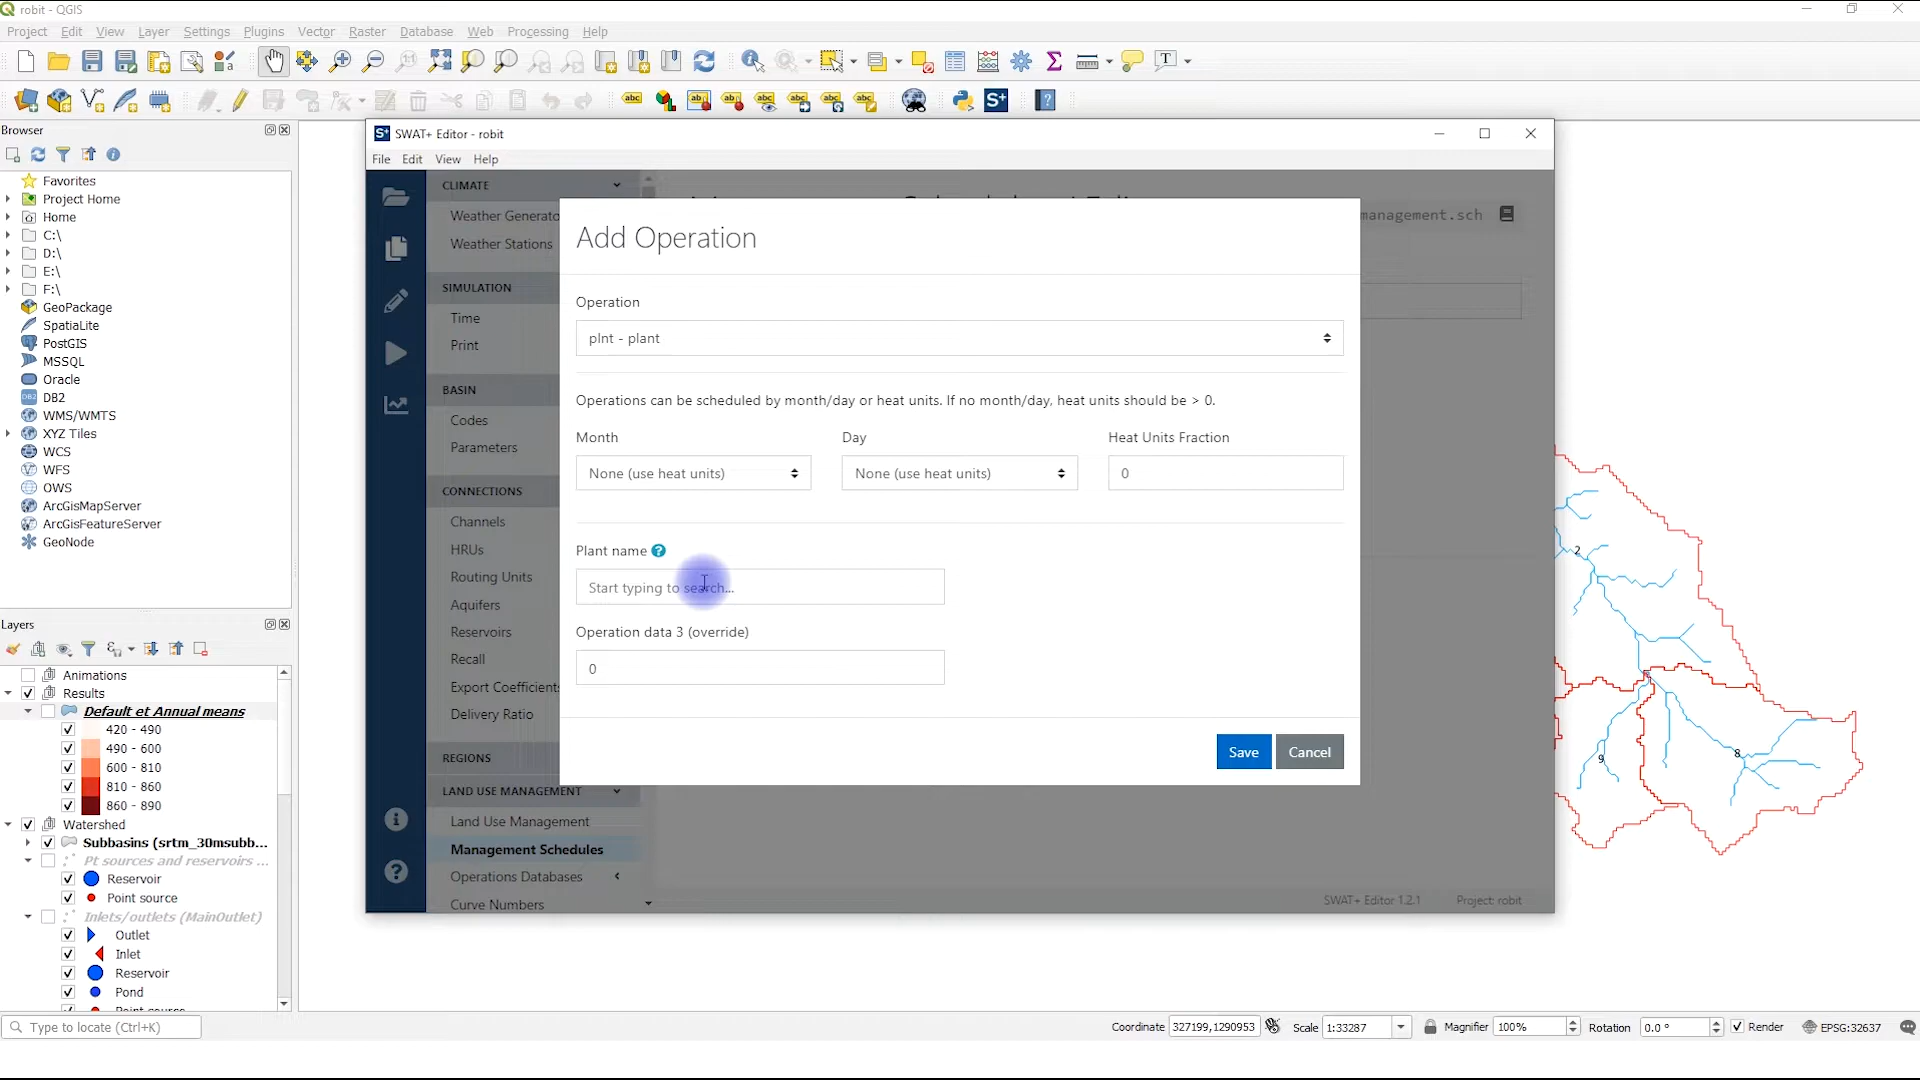 robit - QGIS
Project Edit View Layer Settings Plugins Vector Raster Database Web Processing Help
Browser
Favorites
Project Home
Home
C:\
D:\
E:\
F:\
GeoPackage
SpatiaLite
PostGIS
MSSQL
Oracle
DB2
WMS/WMTS
XYZ Tiles
WCS
WFS
OWS
ArcGisMapServer
ArcGisFeatureServer
GeoNode
Layers
Animations
Results
Default et Annual means
420 - 490
490 - 600
600 - 810
810 - 860
860 - 890
Watershed
Subbasins (srtm_30msubb...
Pt sources and reservoirs ...
Reservoir
Point source
Inlets/outlets (MainOutlet)
Outlet
Inlet
Reservoir
Pond
Point source
SWAT+ Editor - robit
File Edit View Help
CLIMATE
Weather Generato
Weather Stations
SIMULATION
Time
Print
BASIN
Codes
Parameters
CONNECTIONS
Channels
HRUs
Routing Units
Aquifers
Reservoirs
Recall
Export Coefficients
Delivery Ratio
REGIONS
LAND USE MANAGEMENT
Land Use Management
Management Schedules
Operations Databases
Curve Numbers
management.sch
Add Operation
Operation
plnt - plant
Operations can be scheduled by month/day or heat units. If no month/day, heat units should be > 0.
Month Day Heat Units Fraction
None (use heat units) None (use heat units) 0
Plant name ?
Start typing to search...
Operation data 3 (override)
0
Save Cancel
SWAT+ Editor 1.2.1 Project: robit
2
8
9
Type to locate (Ctrl+K)
Coordinate 327199,1290953 Scale 1:33287 Magnifier 100% Rotation 0.0 ° Render EPSG:32637